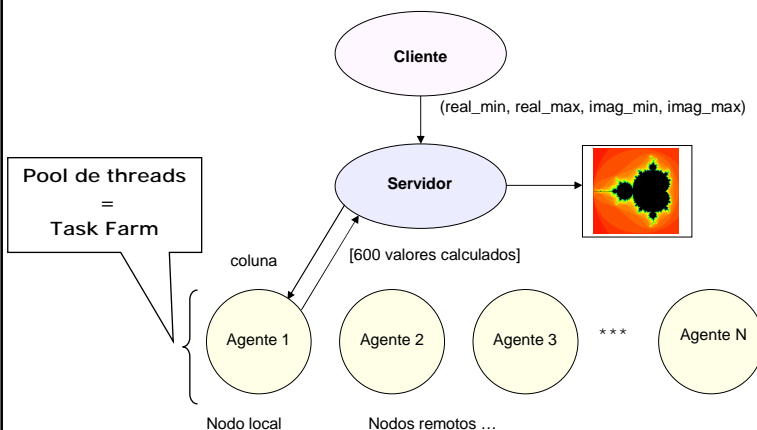 Cliente
(real_min, real_max, imag_min, imag_max)
Pool de threads
=
Task Farm
Servidor
coluna
[600 valores calculados]
Agente 1
Agente 2
Agente 3
***
Agente N
Nodo local
Nodos remotos ...